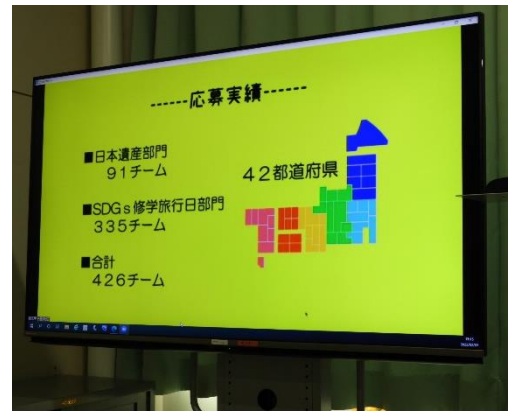 ------応募実績------
■日本遺産部門
91チーム
42都道府県
■SDGs修学旅行日部門
335チーム
■合計
426チーム